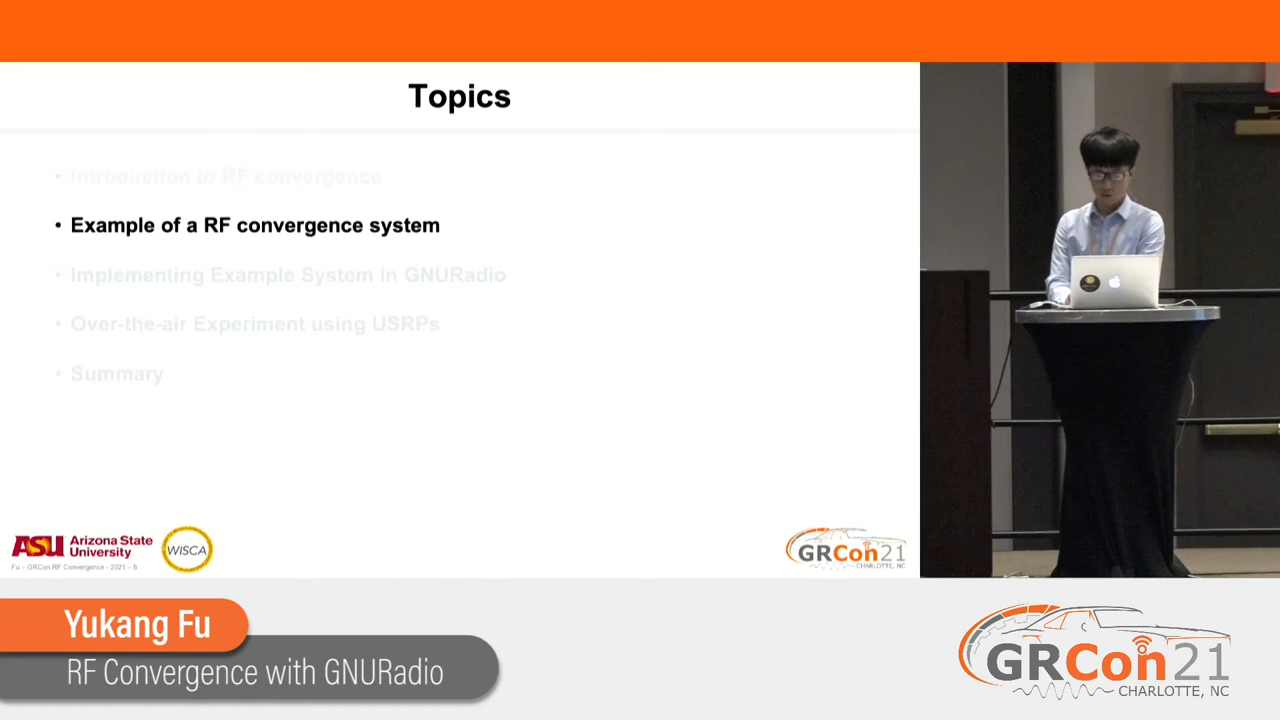 Topics
• Introduction to RF convergence
• Example of a RF convergence system
• Implementing Example System in GNURadio
• Over-the-air Experiment using USRPs
• Summary
ASU Arizona State
University
WISCA
Fu – GRCon RF Convergence - 2021 – 6
GRCon21
CHARLOTTE, NC
Yukang Fu
RF Convergence with GNURadio
GRCon21
CHARLOTTE, NC